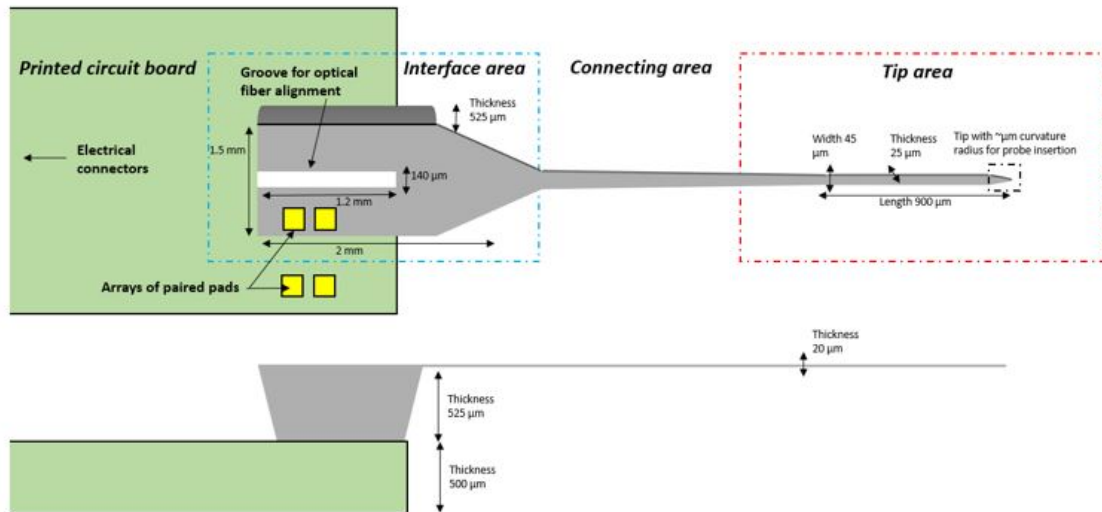 Printed circuit board
Groove for optical
fiber alignment
Interface area
Connecting area
Tip area
Thickness
525 µm
Electrical
connectors
1.5 mm
140 µm
1.2 mm
2 mm
Arrays of paired pads
Width 45
µm
Thickness
25 µm
Tip with ~µm curvature
radius for probe insertion
Length 900 µm
Thickness
20 µm
Thickness
525 µm
Thickness
500 µm